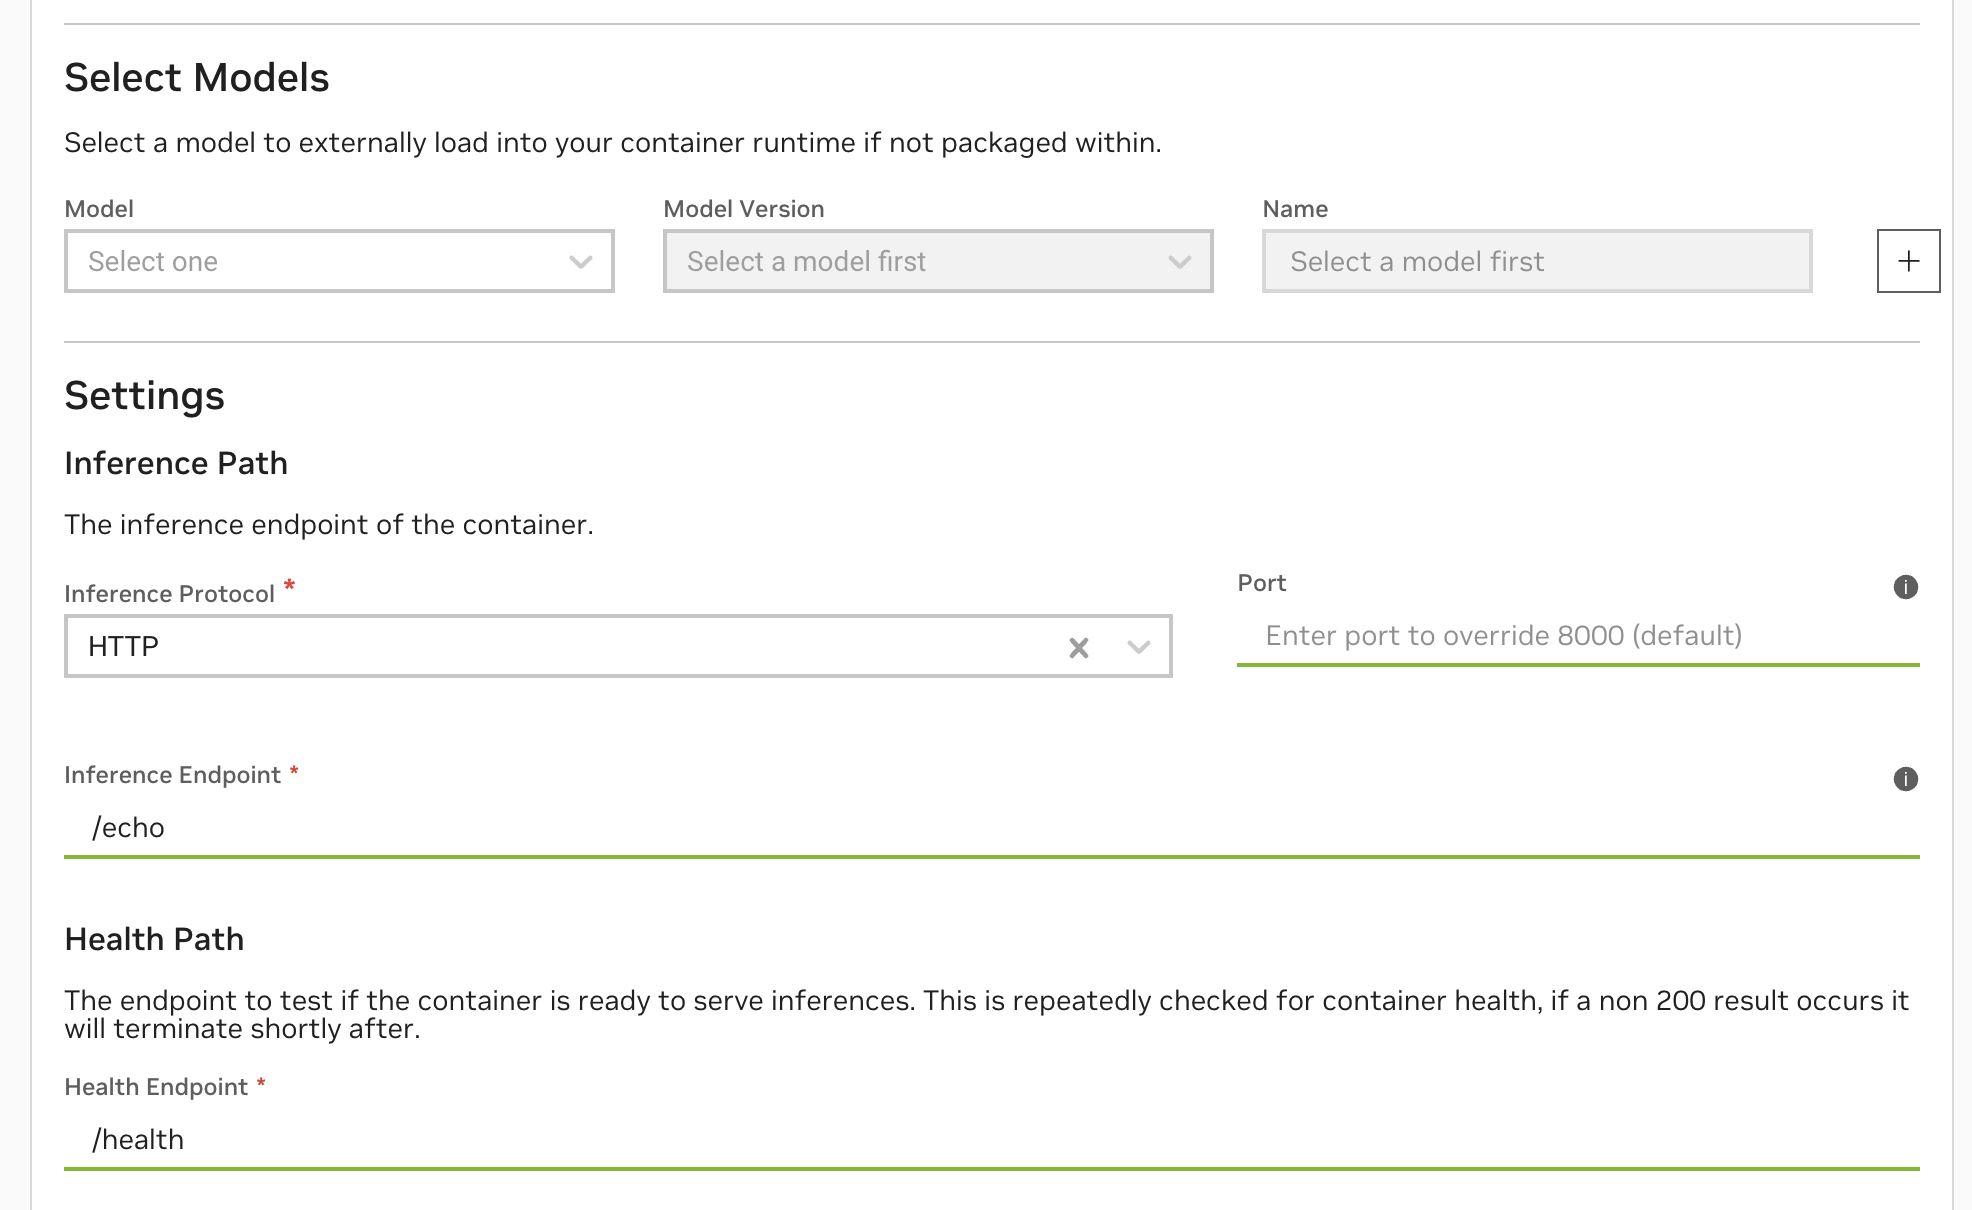 Select Models
Select a model to externally load into your container runtime if not packaged within.
Model
Model Version
Name
Select one
Select a model first
Select a model first
+
Settings
Inference Path
The inference endpoint of the container.
Inference Protocol *
Port
i
HTTP
Enter port to override 8000 (default)
Inference Endpoint *
i
/echo
Health Path
The endpoint to test if the container is ready to serve inferences. This is repeatedly checked for container health, if a non 200 result occurs it
will terminate shortly after.
Health Endpoint *
/health